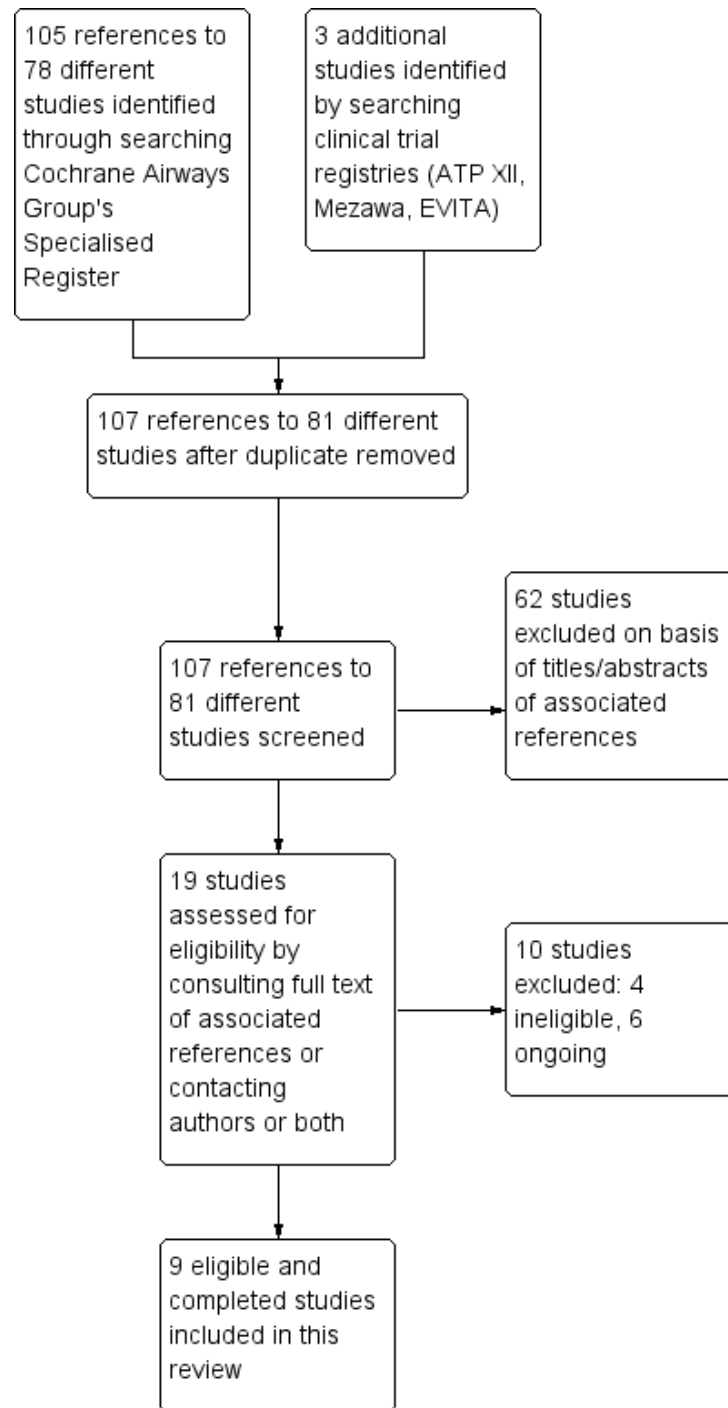 105 references to
78 different
studies identified
through searching
Cochrane Airways
Group's
Specialised
Register
3 additional
studies identified
by searching
clinical trial
registries (ATP XII,
Mezawa, EVITA)
107 references to 81 different
studies after duplicate removed
107 references to
81 different
studies screened
62 studies
excluded on basis
of titles/abstracts
of associated
references
19 studies
assessed for
eligibility by
consulting full text
of associated
references or
contacting
authors or both
10 studies
excluded: 4
ineligible, 6
ongoing
9 eligible and
completed studies
included in this
review